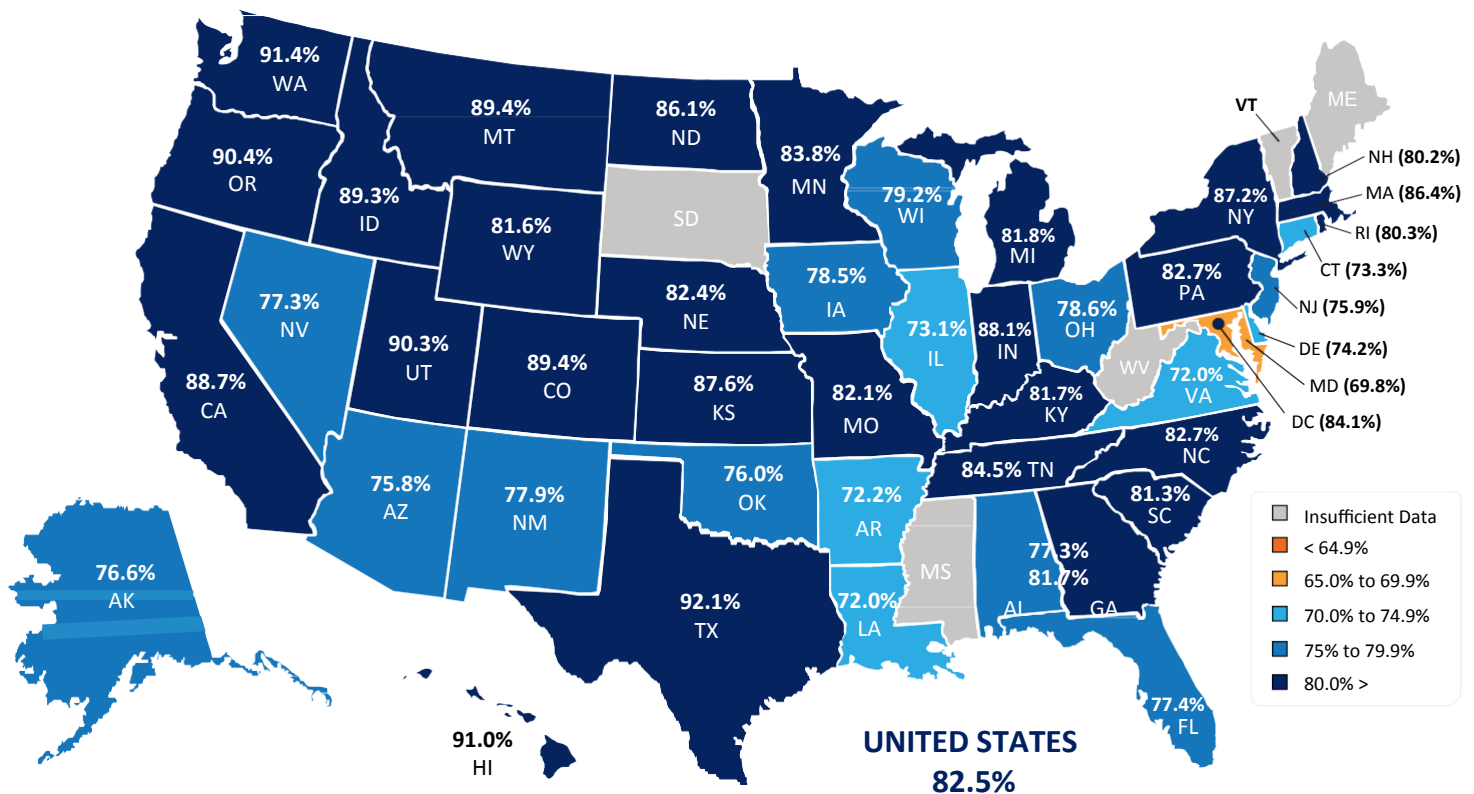 91.4%
WA
90.4%
OR
89.4%
MT
89.3%
ID
86.1%
ND
83.8%
MN
SD
81.6%
WY
79.2%
WI
81.8%
MI
87.2%
NY
VT
ME
NH (80.2%)
MA (86.4%)
RI (80.3%)
CT (73.3%)
NJ (75.9%)
DE (74.2%)
MD (69.8%)
DC (84.1%)
77.3%
NV
88.7%
CA
90.3%
UT
89.4%
CO
82.4%
NE
87.6%
KS
78.5%
IA
82.1%
MO
73.1%
IL
88.1%
IN
78.6%
OH
82.7%
PA
WV
72.0%
VA
81.7%
KY
82.7%
NC
84.5% TN
81.3%
SC
75.8%
AZ
77.9%
NM
76.0%
OK
72.2%
AR
MS
77.3%
81.7%
AL GA
72.0%
LA
92.1%
TX
77.4%
FL
76.6%
AK
91.0%
HI
UNITED STATES
82.5%
Insufficient Data
< 64.9%
65.0% to 69.9%
70.0% to 74.9%
75% to 79.9%
80.0% >